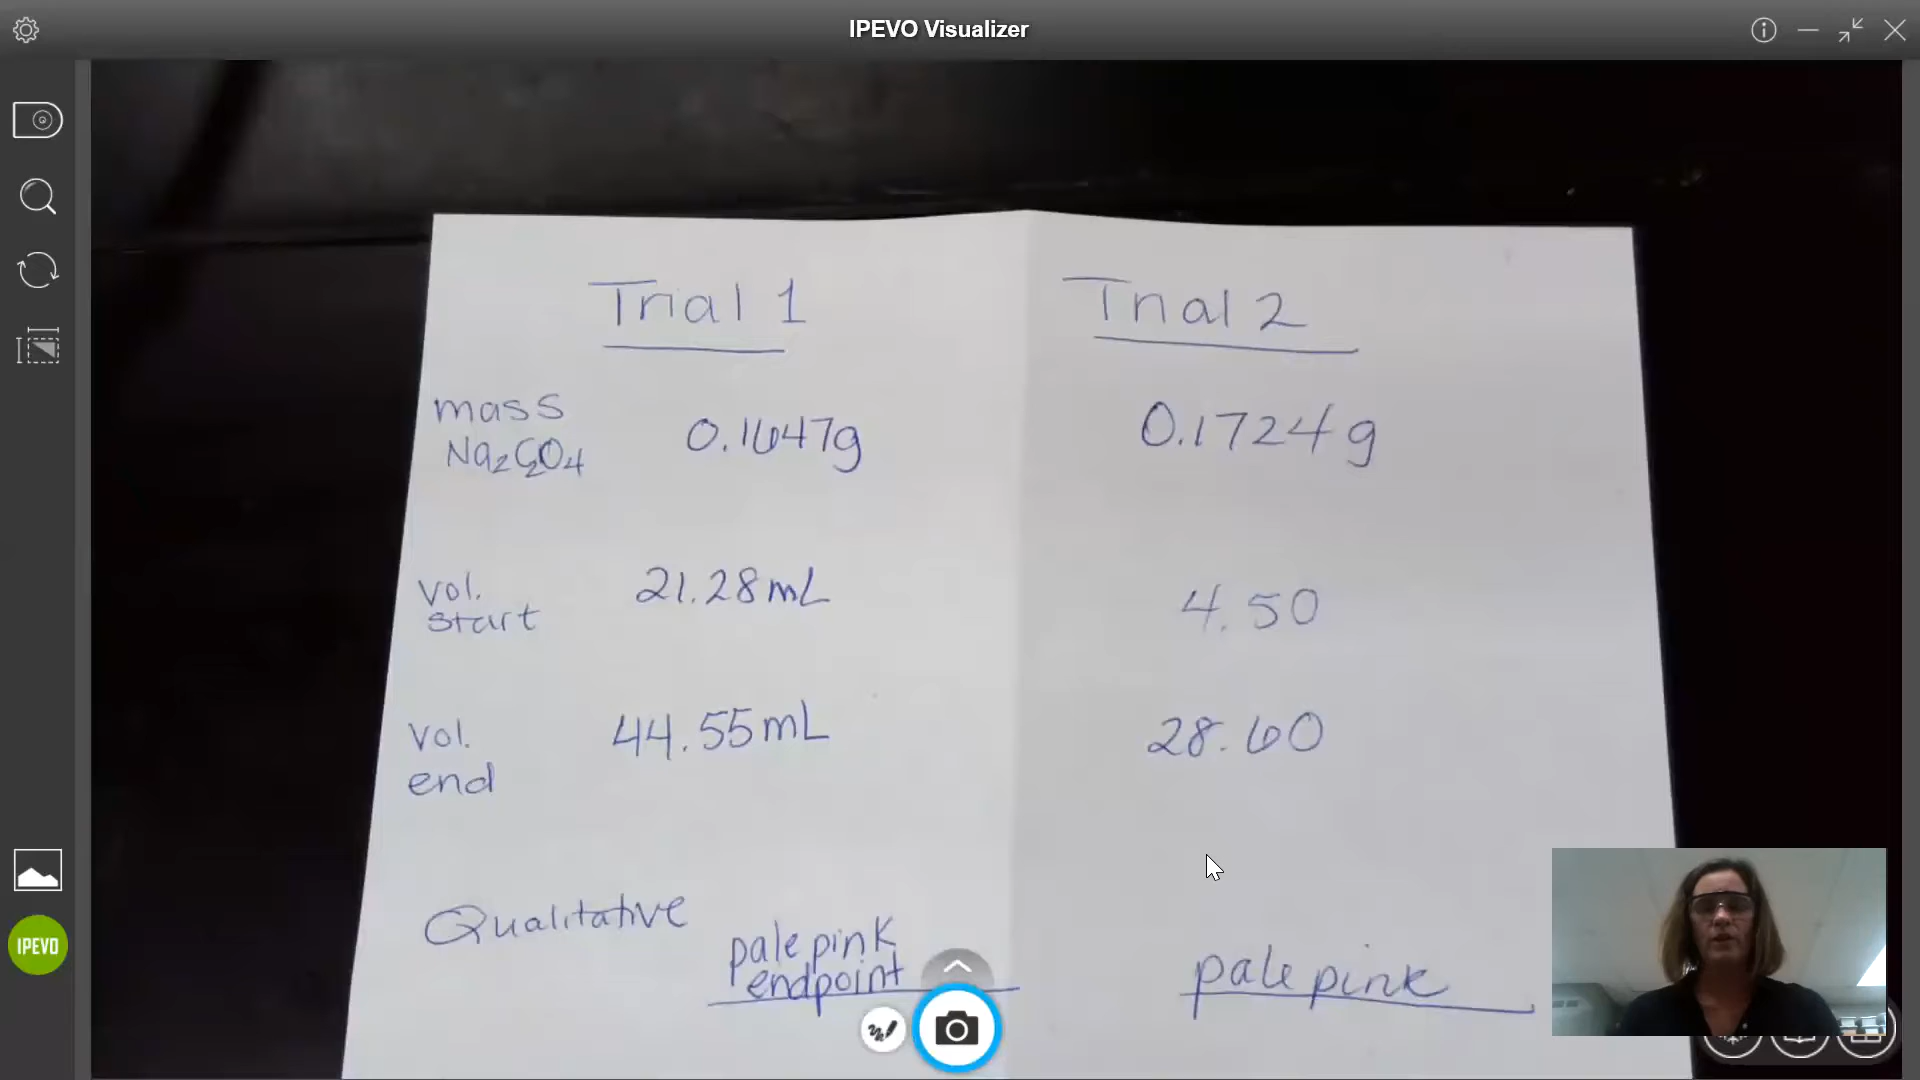 IPEVO Visualizer
Trial 1
Trial 2
mass
Na₂C₂O₄
0.1647g
0.1724g
vol.
start
21.28mL
4.50
vol.
end
44.55mL
28.60
Qualitative
pale pink
endpoint
pale pink
IPEVO